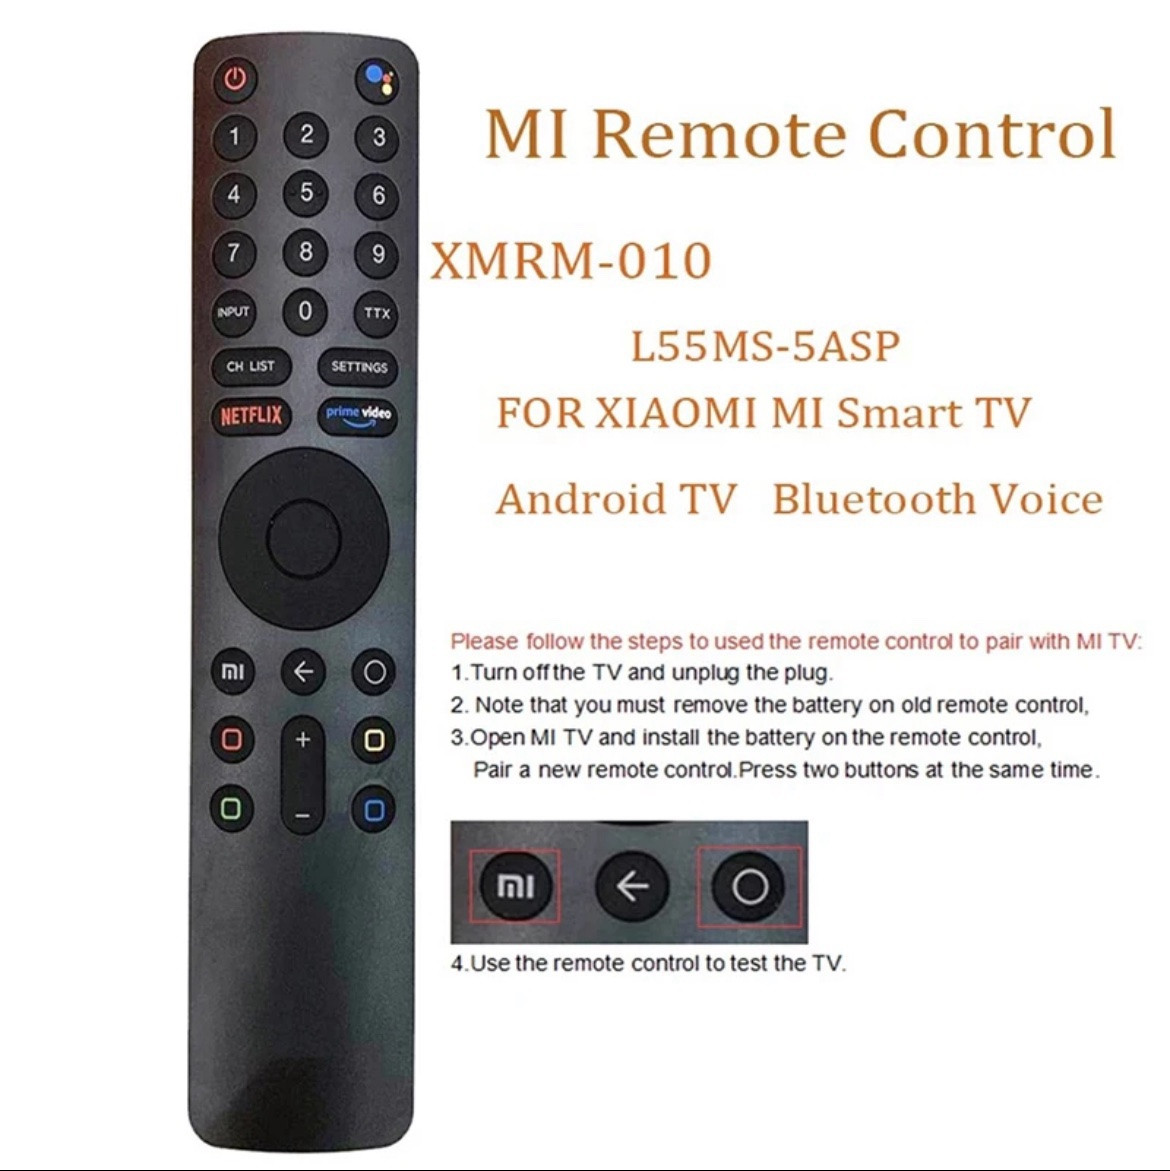 1
2
3
4
5
6
7
8
9
INPUT
0
TTX
CH LIST
SETTINGS
NETFLIX
prime video
mi
+
−
MI Remote Control
XMRM-010
L55MS-5ASP
FOR XIAOMI MI Smart TV
Android TV Bluetooth Voice
Please follow the steps to used the remote control to pair with MI TV:
1.Turn off the TV and unplug the plug.
2. Note that you must remove the battery on old remote control,
3.Open MI TV and install the battery on the remote control,
Pair a new remote control.Press two buttons at the same time.
mi
4.Use the remote control to test the TV.